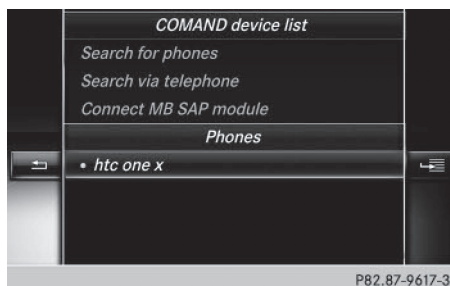 COMAND device list
Search for phones
Search via telephone
Connect MB SAP module
Phones
• htc one x
P82.87-9617-31